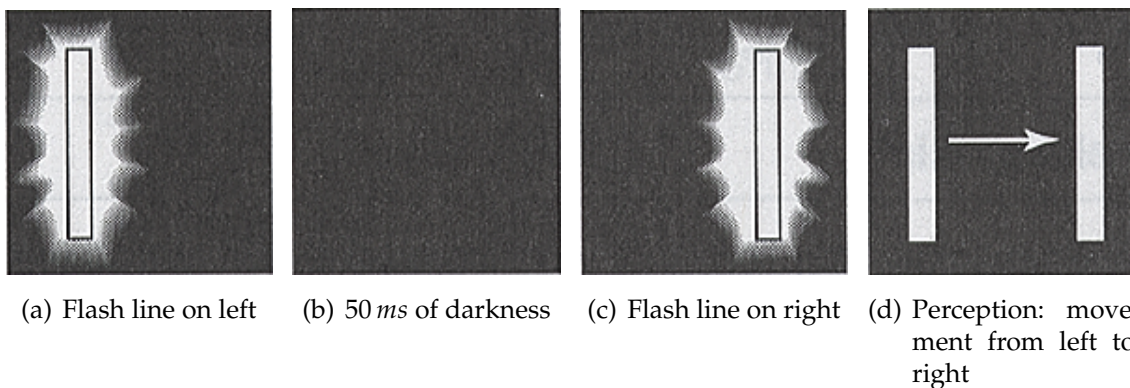 (a) Flash line on left
(b) 50 ms of darkness
(c) Flash line on right
(d) Perception: move-
ment from left to
right